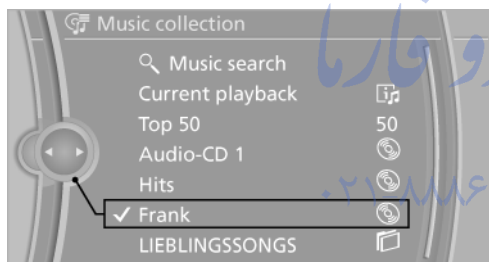 Music collection
Music search
Current playback
Top 50 50
Audio-CD 1
Hits
Frank
LIEBLINGSSONGS